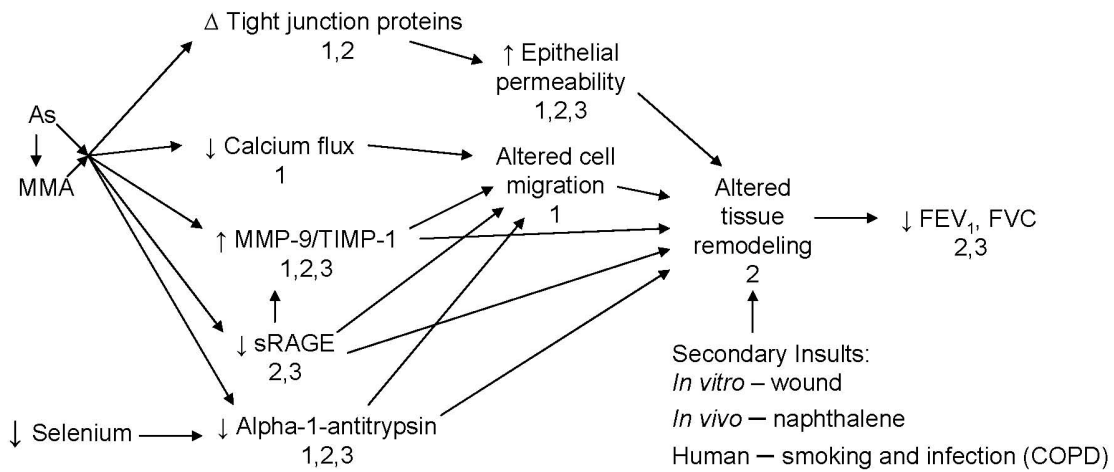 Δ Tight junction proteins
1,2
↑ Epithelial
permeability
1,2,3
As
MMA
↓ Calcium flux
1
Altered cell
migration
1
↑ MMP-9/TIMP-1
1,2,3
Altered
tissue
remodeling
2
↓ FEV₁, FVC
2,3
↓ sRAGE
2,3
↓ Selenium
↓ Alpha-1-antitrypsin
1,2,3
Secondary Insults:
In vitro – wound
In vivo – naphthalene
Human – smoking and infection (COPD)